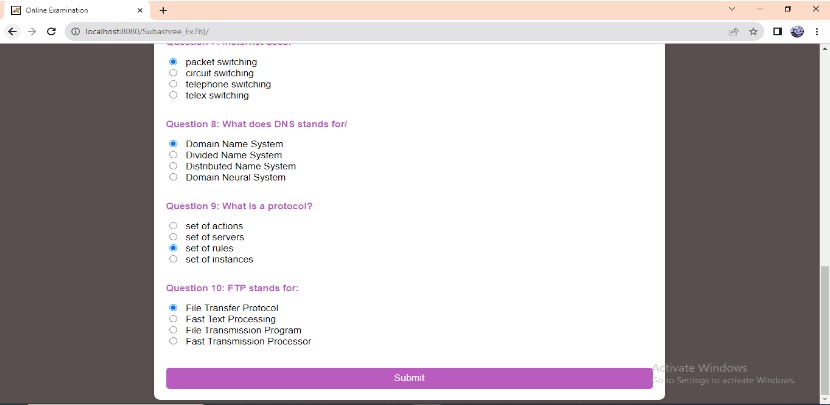 Online Examination
localhost:8080/Subashree_Ex7b)/
packet switching
circuit switching
telephone switching
telex switching
Question 8: What does DNS stands for/
Domain Name System
Divided Name System
Distributed Name System
Domain Neural System
Question 9: What is a protocol?
set of actions
set of servers
set of rules
set of instances
Question 10: FTP stands for:
File Transfer Protocol
Fast Text Processing
File Transmission Program
Fast Transmission Processor
Submit
Activate Windows
Go to Settings to activate Windows.